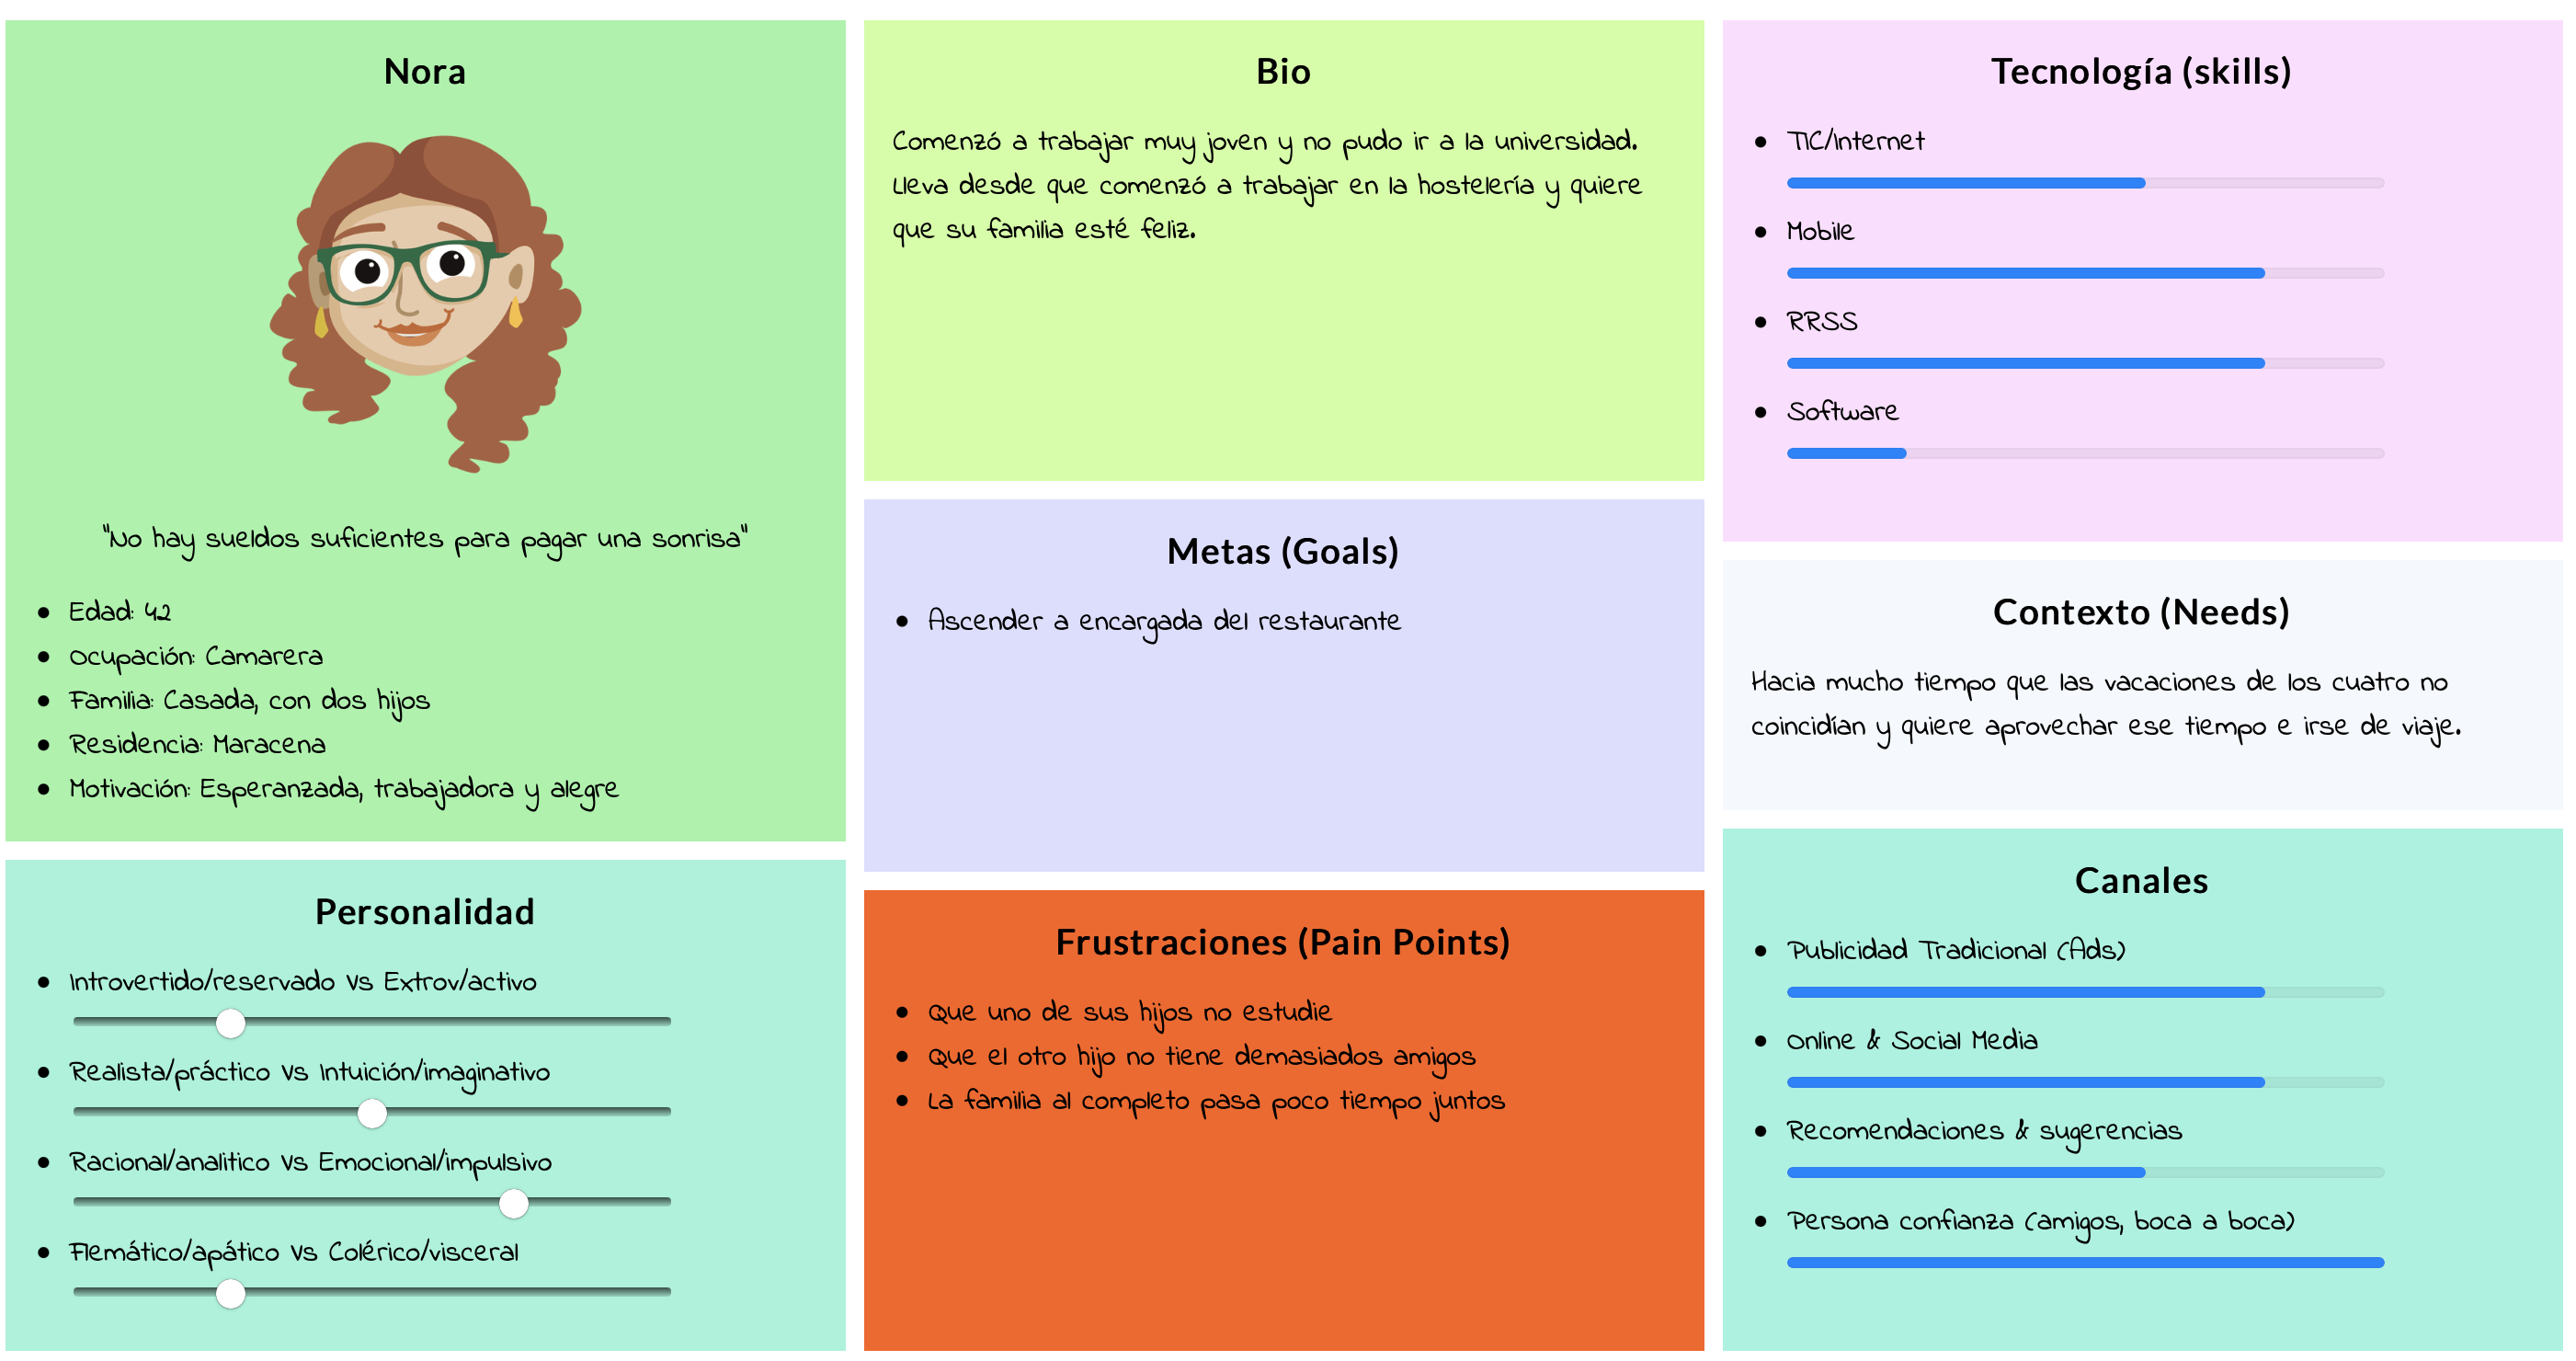 Nora
"No hay sueldos suficientes para pagar una sonrisa"
Edad: 42
Ocupación: Camarera
Familia: Casada, con dos hijos
Residencia: Maracena
Motivación: Esperanzada, trabajadora y alegre
Personalidad
Introvertido/reservado Vs Extrov/activo
Realista/práctico Vs Intuición/imaginativo
Racional/analitico Vs Emocional/impulsivo
Flemático/apático Vs Colérico/visceral
Bio
Comenzó a trabajar muy joven y no pudo ir a la universidad.
Lleva desde que comenzó a trabajar en la hostelería y quiere
que su familia esté feliz.
Metas (Goals)
Ascender a encargada del restaurante
Frustraciones (Pain Points)
Que uno de sus hijos no estudie
Que el otro hijo no tiene demasiados amigos
La familia al completo pasa poco tiempo juntos
Tecnología (skills)
TIC/Internet
Mobile
RRSS
Software
Contexto (Needs)
Hacia mucho tiempo que las vacaciones de los cuatro no
coincidían y quiere aprovechar ese tiempo e irse de viaje.
Canales
Publicidad Tradicional (Ads)
Online & Social Media
Recomendaciones & sugerencias
Persona confianza (amigos, boca a boca)